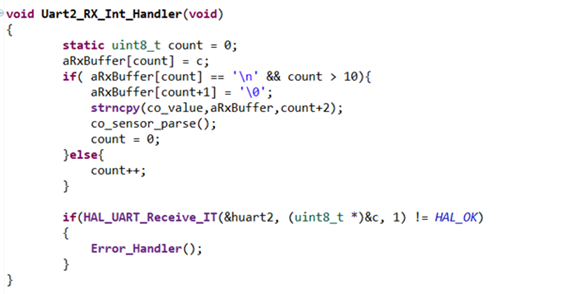 void Uart2_RX_Int_Handler(void)
{
static uint8_t count = 0;
aRxBuffer[count] = c;
if( aRxBuffer[count] == '\n' && count > 10){
aRxBuffer[count+1] = '\0';
strncpy(co_value,aRxBuffer,count+2);
co_sensor_parse();
count = 0;
}else{
count++;
}
if(HAL_UART_Receive_IT(&huart2, (uint8_t *)&c, 1) != HAL_OK)
{
Error_Handler();
}
}